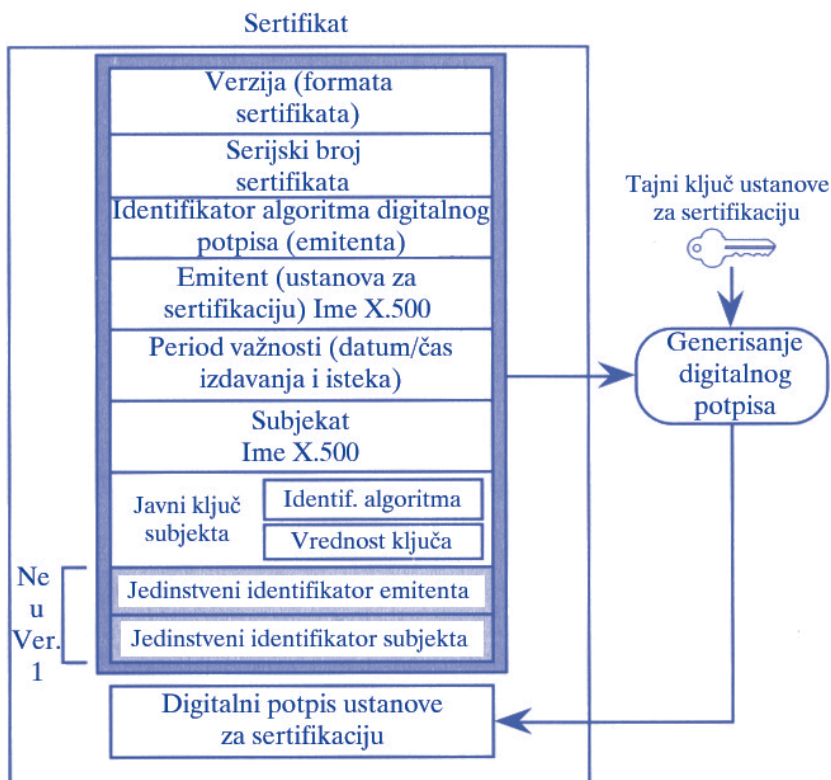 Sertifikat
Verzija (formata
sertifikata)
Serijski broj
sertifikata
Identifikator algoritma digitalnog
potpisa (emitenta)
Emitent (ustanova za
sertifikaciju) Ime X.500
Period važnosti (datum/čas
izdavanja i isteka)
Subjekat
Ime X.500
Javni ključ
subjekta
Identif. algoritma
Vrednost ključa
Ne
u
Ver.
1
Jedinstveni identifikator emitenta
Jedinstveni identifikator subjekta
Digitalni potpis ustanove
za sertifikaciju
Tajni ključ ustanove
za sertifikaciju
Generisanje
digitalnog
potpisa